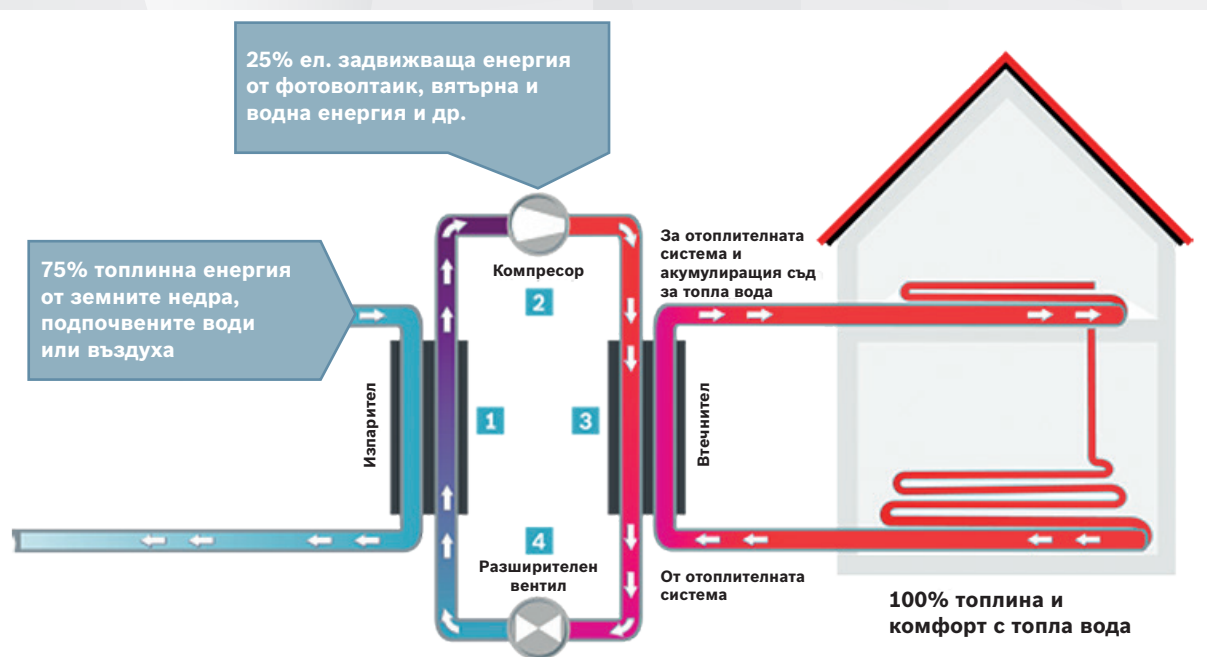 25% ел. задвижваща енергия
от фотоволтаик, вятърна и
водна енергия и др.
75% топлинна енергия
от земните недра,
подпочвените води
или въздуха
Компресор
2
За отоплителната
система и
акумулиращия съд
за топла вода
Изпарител
1
3
Втечнител
4
Разширителен
вентил
От отоплителната
система
100% топлина и
комфорт с топла вода